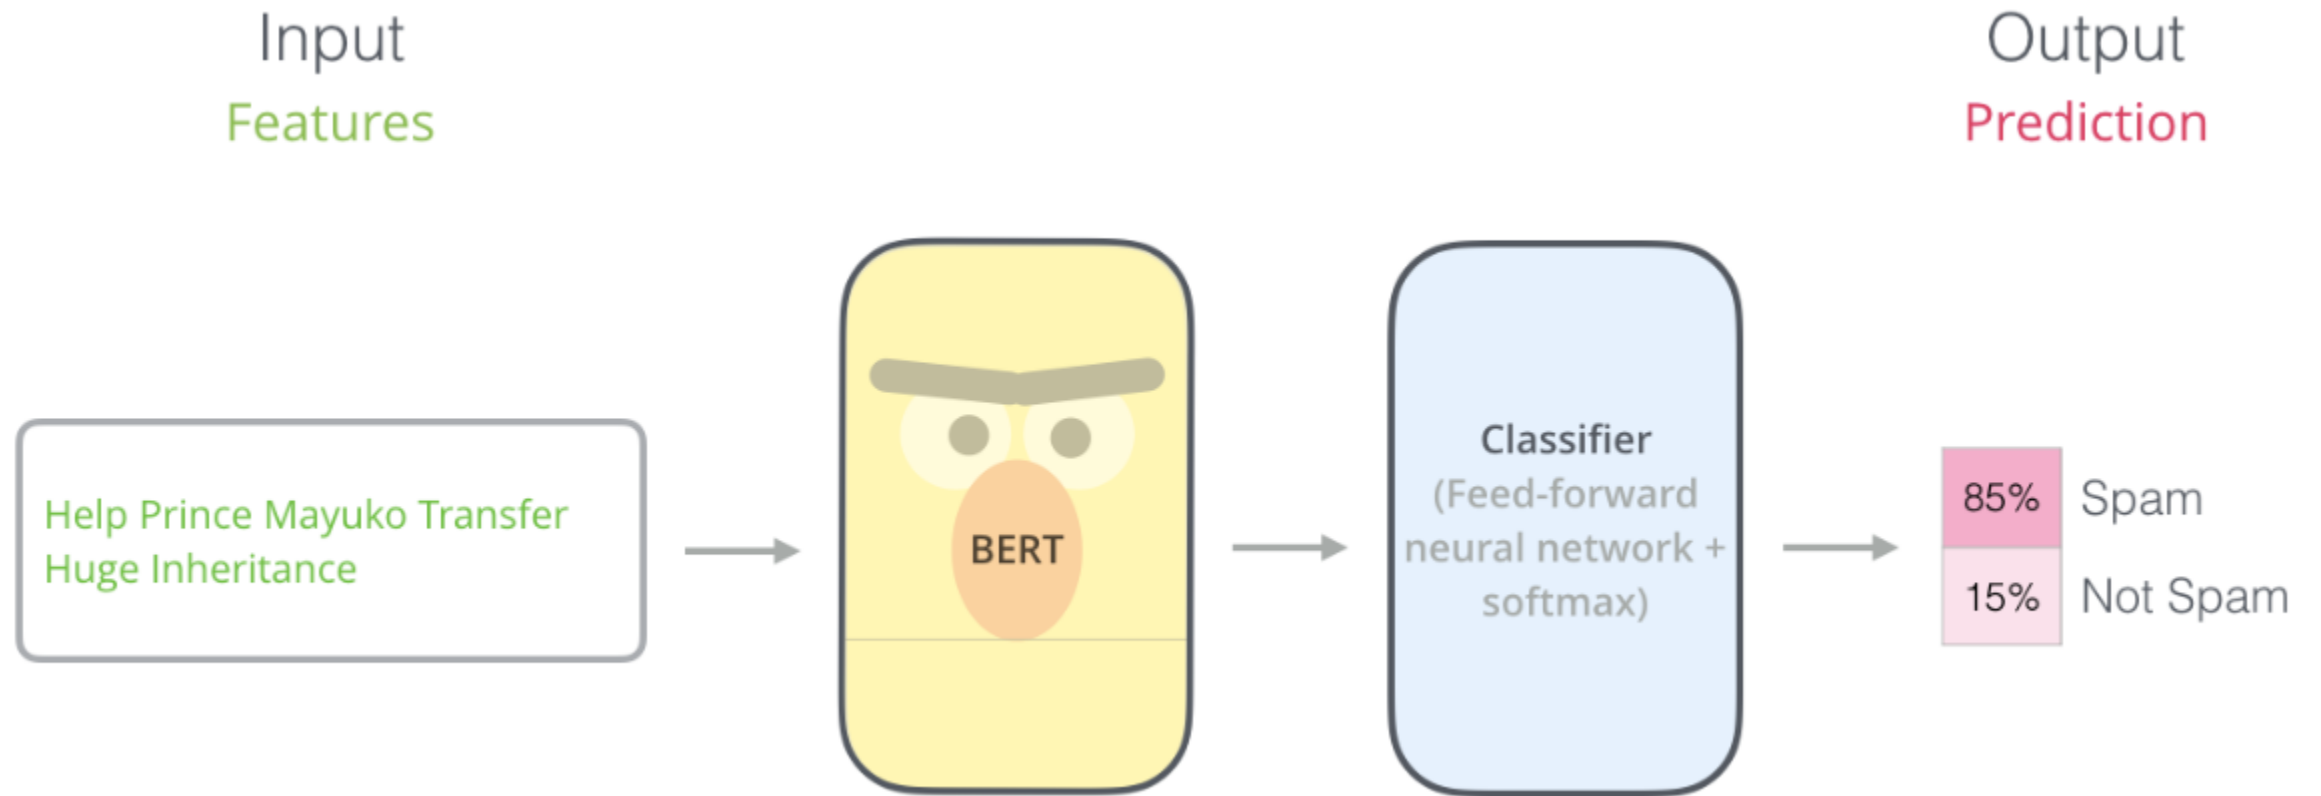 Input
Features
Output
Prediction
Help Prince Mayuko Transfer
Huge Inheritance
BERT
Classifier
(Feed-forward
neural network +
softmax)
85% Spam
15% Not Spam